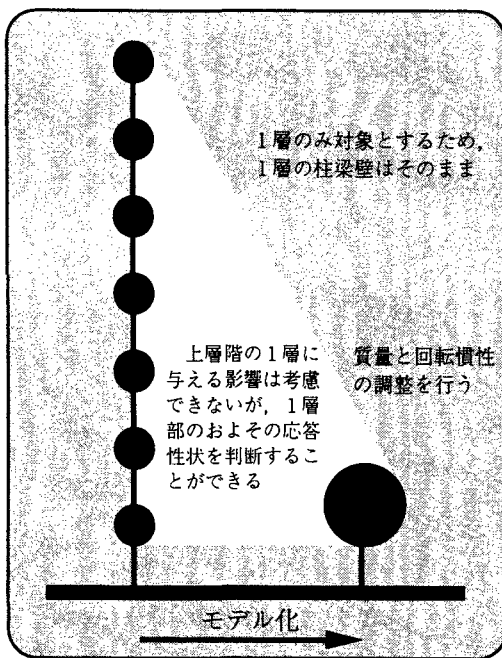 1層のみ対象とするため,
1層の柱梁壁はそのまま
上層階の1層に
与える影響は考慮
できないが, 1層
部のおよその応答
性状を判断するこ
とができる
質量と回転慣性
の調整を行う
モデル化